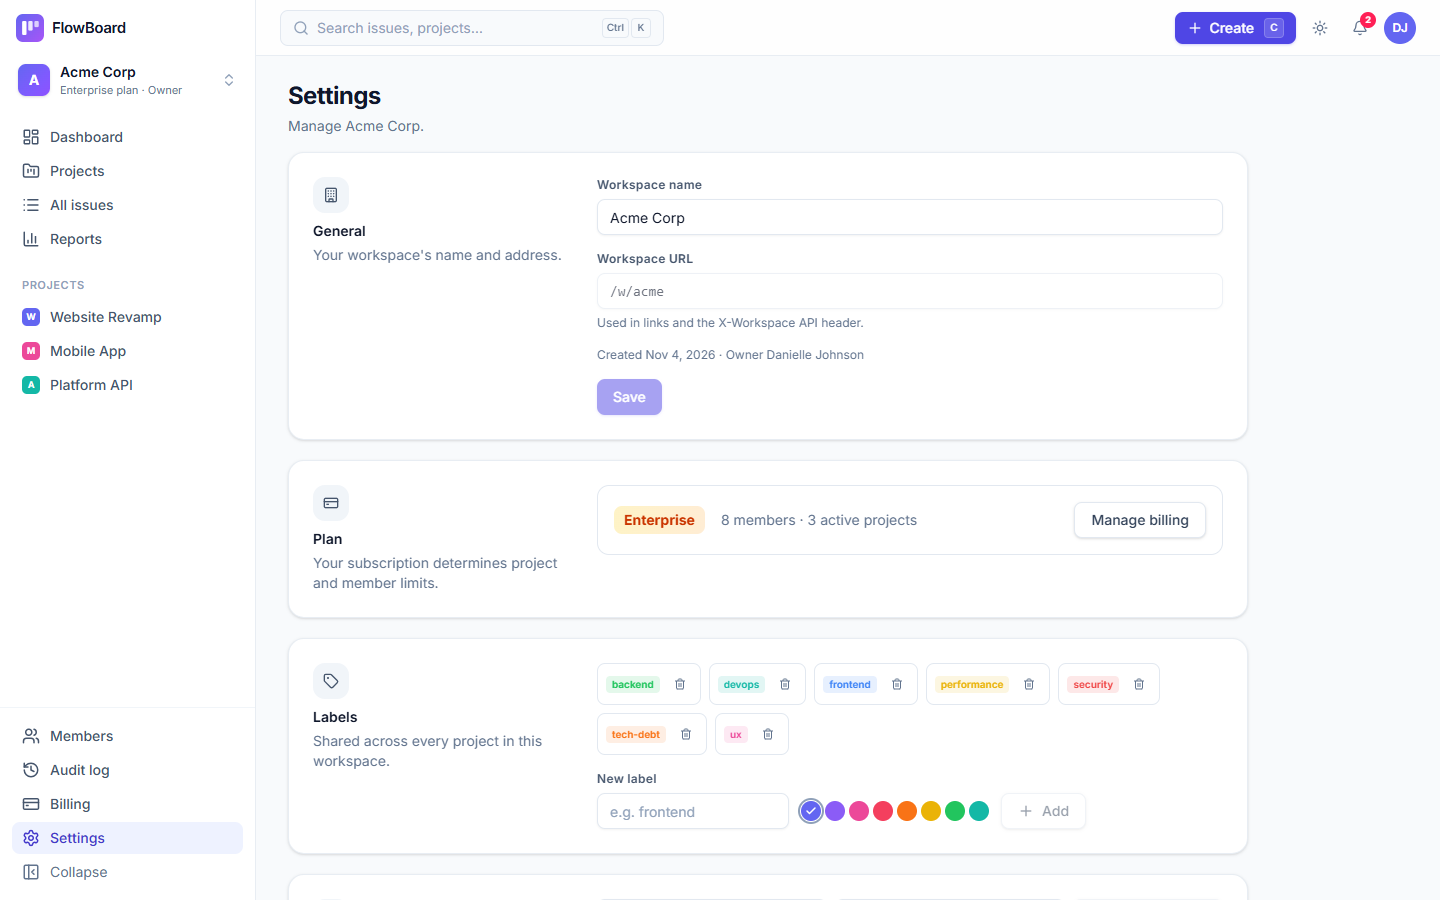 FlowBoard
Search issues, projects...
Ctrl
K
Create
C
2
DJ
A
Acme Corp
Enterprise plan · Owner
Dashboard
Projects
All issues
Reports
PROJECTS
W
Website Revamp
M
Mobile App
A
Platform API
Members
Audit log
Billing
Settings
Collapse
Settings
Manage Acme Corp.
General
Your workspace's name and address.
Workspace name
Acme Corp
Workspace URL
/w/acme
Used in links and the X-Workspace API header.
Created Nov 4, 2026 · Owner Danielle Johnson
Save
Plan
Your subscription determines project
and member limits.
Enterprise
8 members · 3 active projects
Manage billing
Labels
Shared across every project in this
workspace.
backend
devops
frontend
performance
security
tech-debt
ux
New label
e.g. frontend
Add